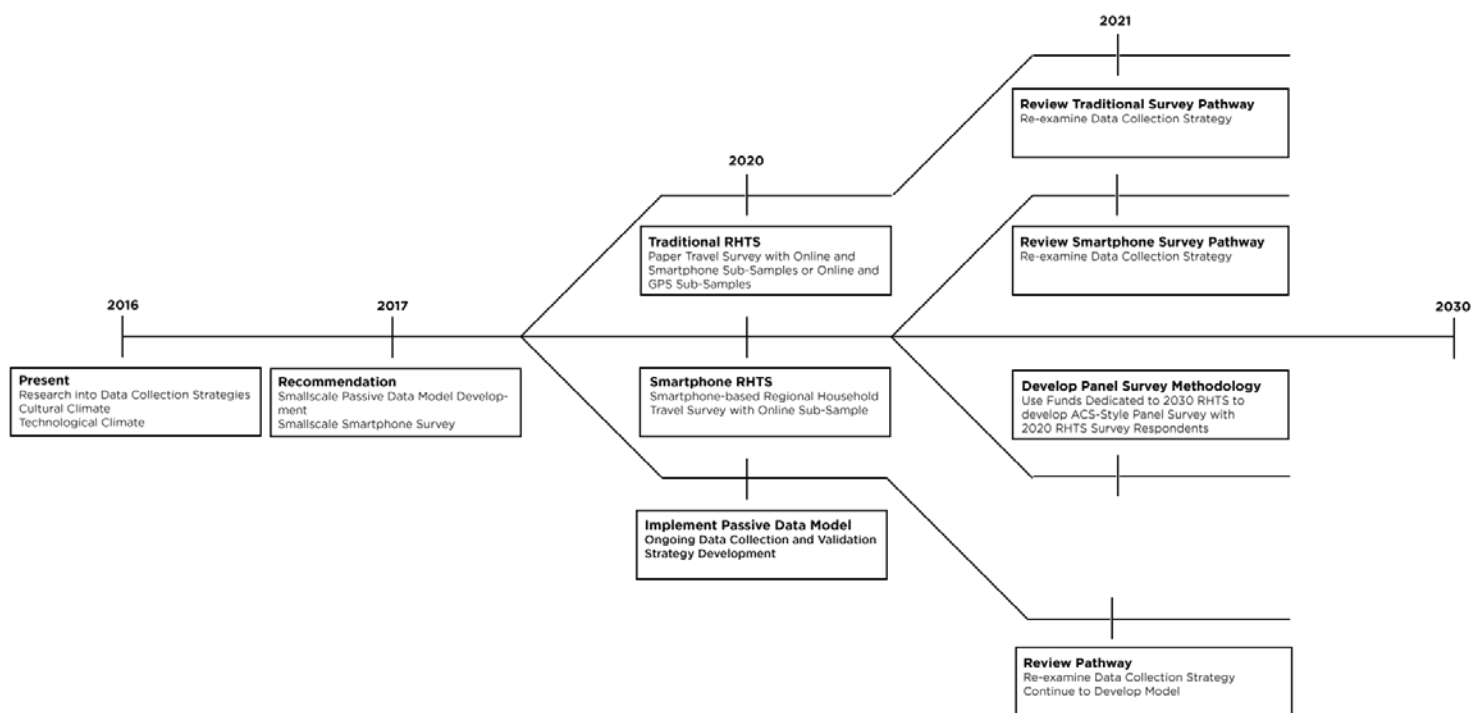 2016
Present
Research into Data Collection Strategies
Cultural Climate
Technological Climate
2017
Recommendation
Smallscale Passive Data Model Develop-
ment
Smallscale Smartphone Survey
2020
Traditional RHTS
Paper Travel Survey with Online and
Smartphone Sub-Samples or Online and
GPS Sub-Samples
Smartphone RHTS
Smartphone-based Regional Household
Travel Survey with Online Sub-Sample
Implement Passive Data Model
Ongoing Data Collection and Validation
Strategy Development
2021
Review Traditional Survey Pathway
Re-examine Data Collection Strategy
Review Smartphone Survey Pathway
Re-examine Data Collection Strategy
Develop Panel Survey Methodology
Use Funds Dedicated to 2030 RHTS to
develop ACS-Style Panel Survey with
2020 RHTS Survey Respondents
Review Pathway
Re-examine Data Collection Strategy
Continue to Develop Model
2030